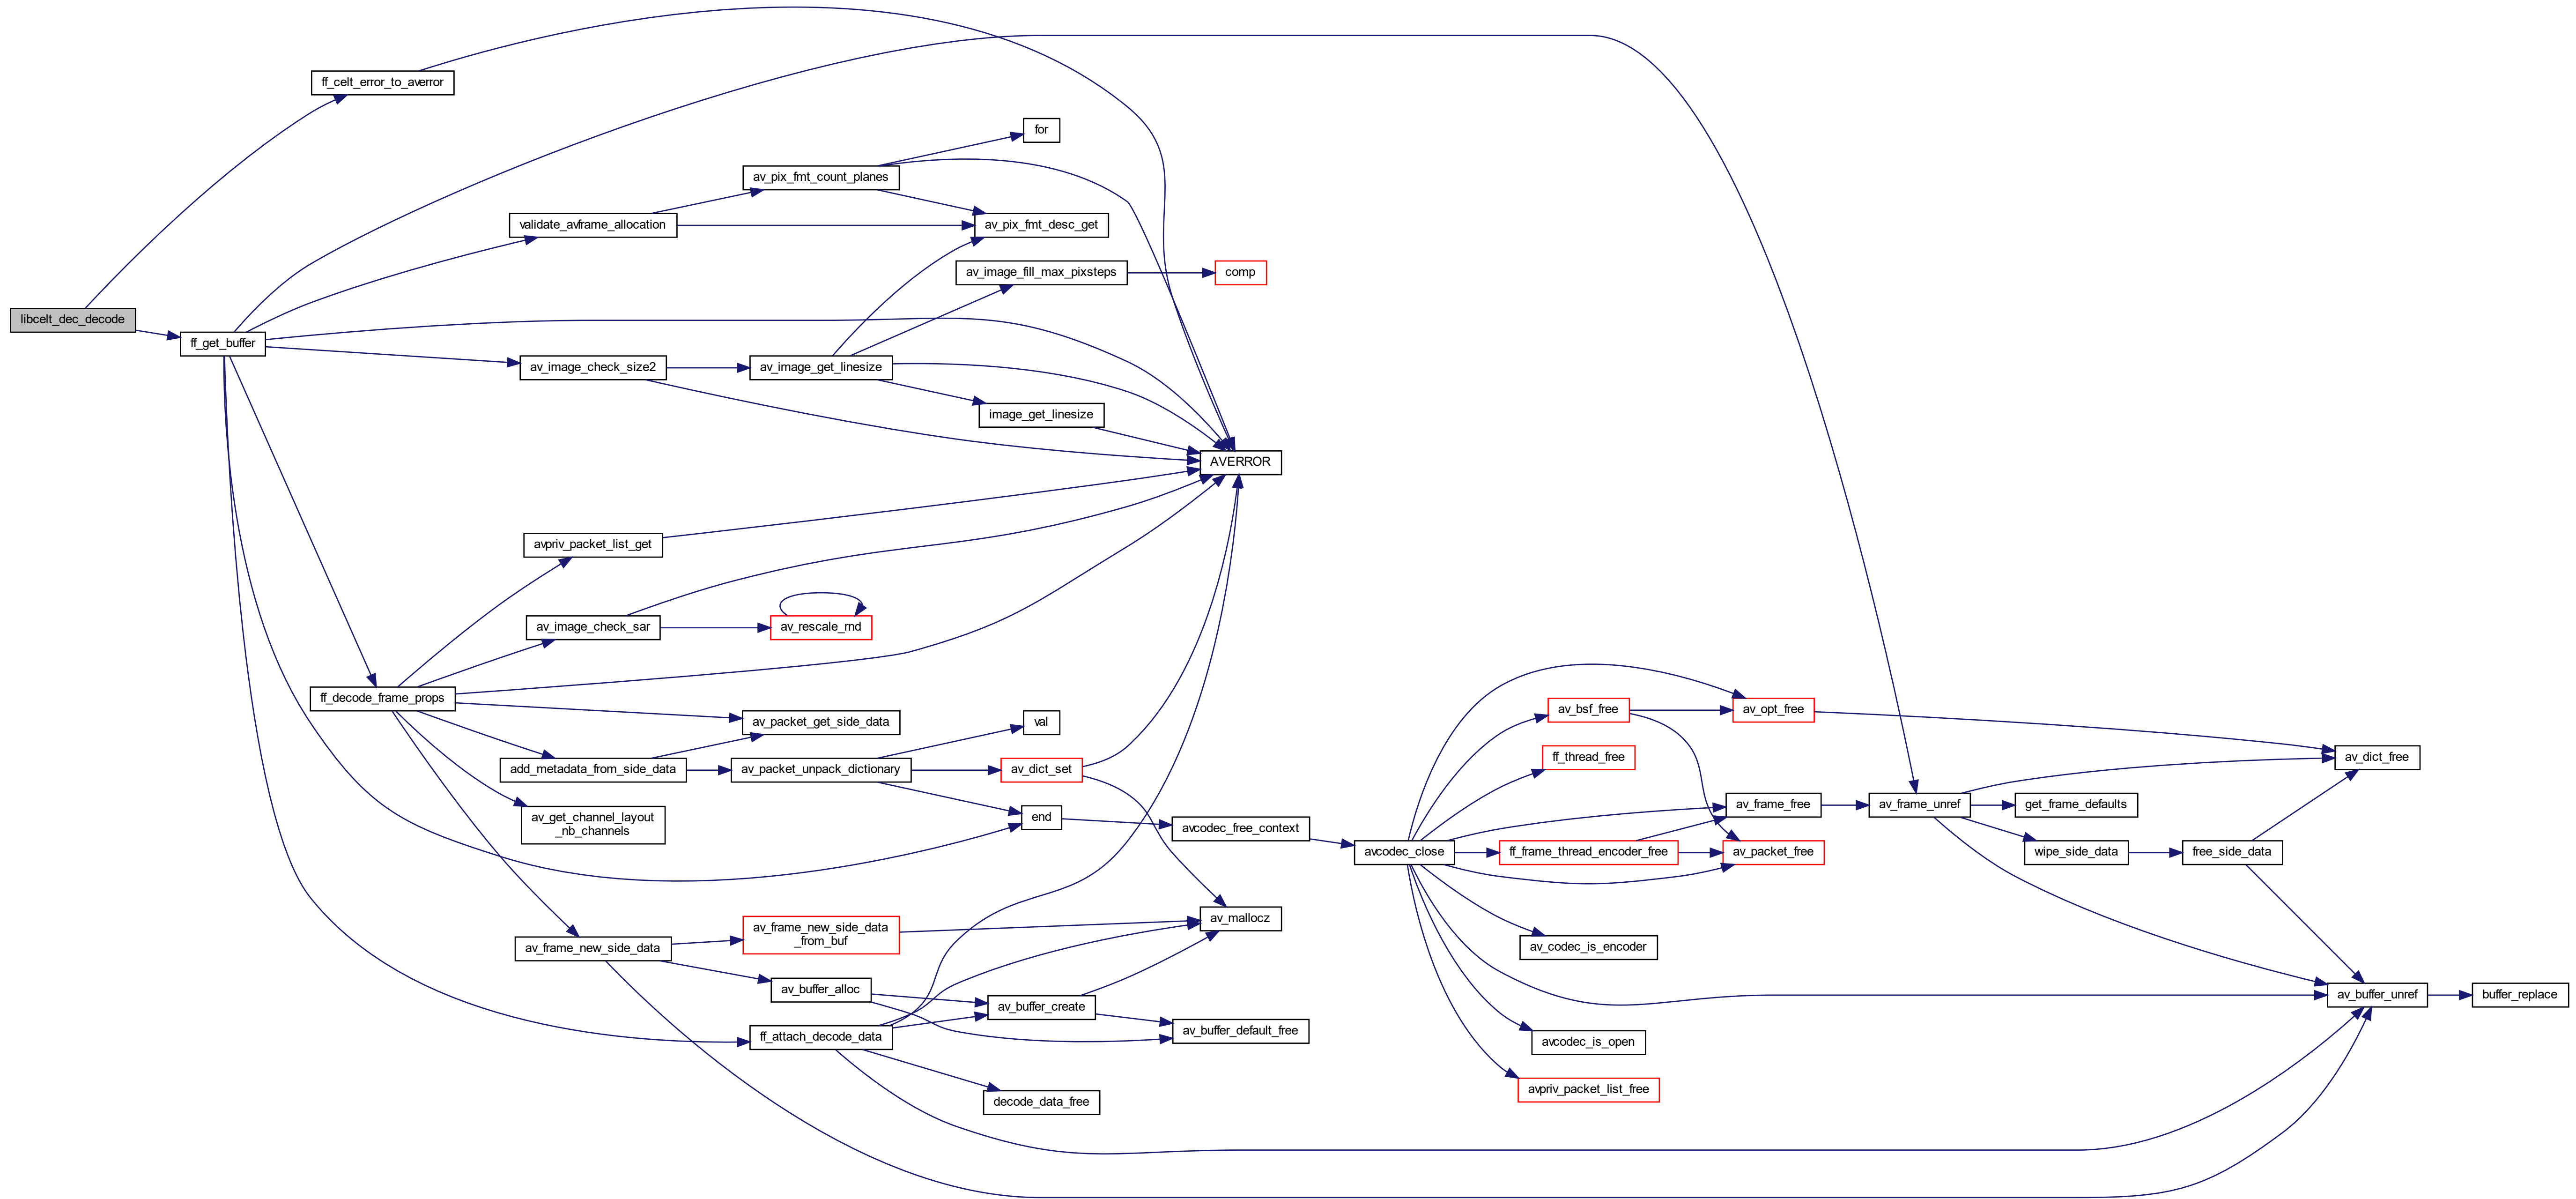 libcelt_dec_decode
ff_celt_error_to_averror
ff_get_buffer
validate_avframe_allocation
av_image_check_size2
av_pix_fmt_count_planes
for
av_pix_fmt_desc_get
av_image_fill_max_pixsteps
comp
av_image_get_linesize
image_get_linesize
AVERROR
avpriv_packet_list_get
av_image_check_sar
av_rescale_rnd
ff_decode_frame_props
av_packet_get_side_data
add_metadata_from_side_data
av_packet_unpack_dictionary
val
av_dict_set
end
av_get_channel_layout
_nb_channels
av_frame_new_side_data
av_frame_new_side_data
_from_buf
av_buffer_alloc
av_mallocz
av_buffer_create
av_buffer_default_free
ff_attach_decode_data
decode_data_free
avcodec_free_context
avcodec_close
av_bsf_free
av_opt_free
ff_thread_free
av_frame_free
ff_frame_thread_encoder_free
av_packet_free
av_codec_is_encoder
avcodec_is_open
avpriv_packet_list_free
av_frame_unref
get_frame_defaults
wipe_side_data
free_side_data
av_dict_free
av_buffer_unref
buffer_replace